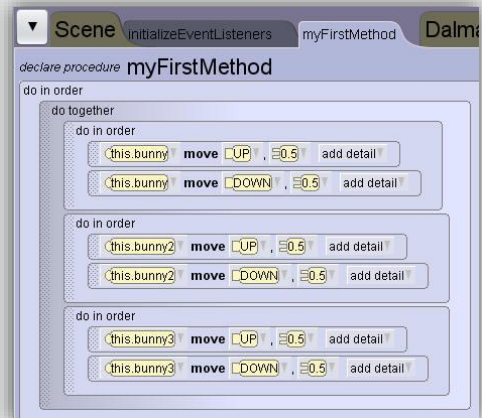 Scene initializeEventListeners myFirstMethod Dalma
declare procedure myFirstMethod
do in order
do together
do in order
this.bunny move UP , 0.5 add detail
this.bunny move DOWN , 0.5 add detail
do in order
this.bunny2 move UP , 0.5 add detail
this.bunny2 move DOWN , 0.5 add detail
do in order
this.bunny3 move UP , 0.5 add detail
this.bunny3 move DOWN , 0.5 add detail